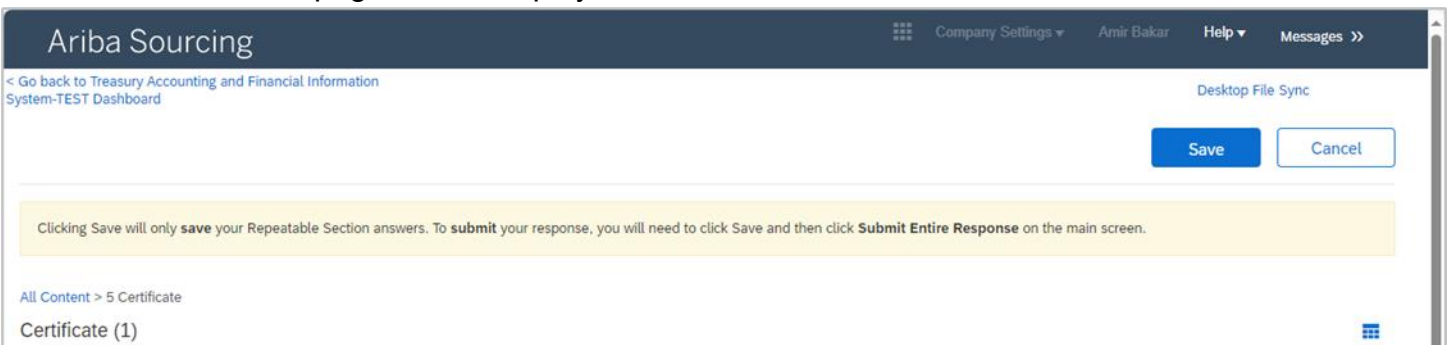 Ariba Sourcing
Company Settings ▾ Amir Bakar Help ▾ Messages >>
< Go back to Treasury Accounting and Financial Information
System-TEST Dashboard
Desktop File Sync
Save Cancel
Clicking Save will only save your Repeatable Section answers. To submit your response, you will need to click Save and then click Submit Entire Response on the main screen.
All Content > 5 Certificate
Certificate (1)